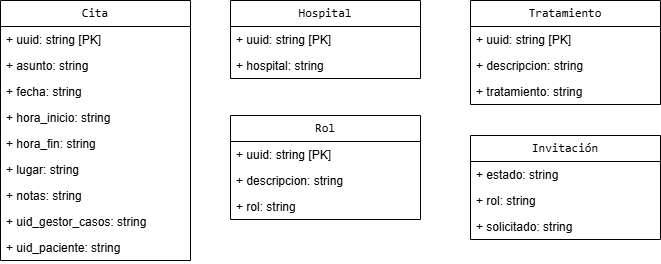 Cita
+ uuid: string [PK]
+ asunto: string
+ fecha: string
+ hora_inicio: string
+ hora_fin: string
+ lugar: string
+ notas: string
+ uid_gestor_casos: string
+ uid_paciente: string
Hospital
+ uuid: string [PK]
+ hospital: string
Rol
+ uuid: string [PK]
+ descripcion: string
+ rol: string
Tratamiento
+ uuid: string [PK]
+ descripcion: string
+ tratamiento: string
Invitación
+ estado: string
+ rol: string
+ solicitado: string